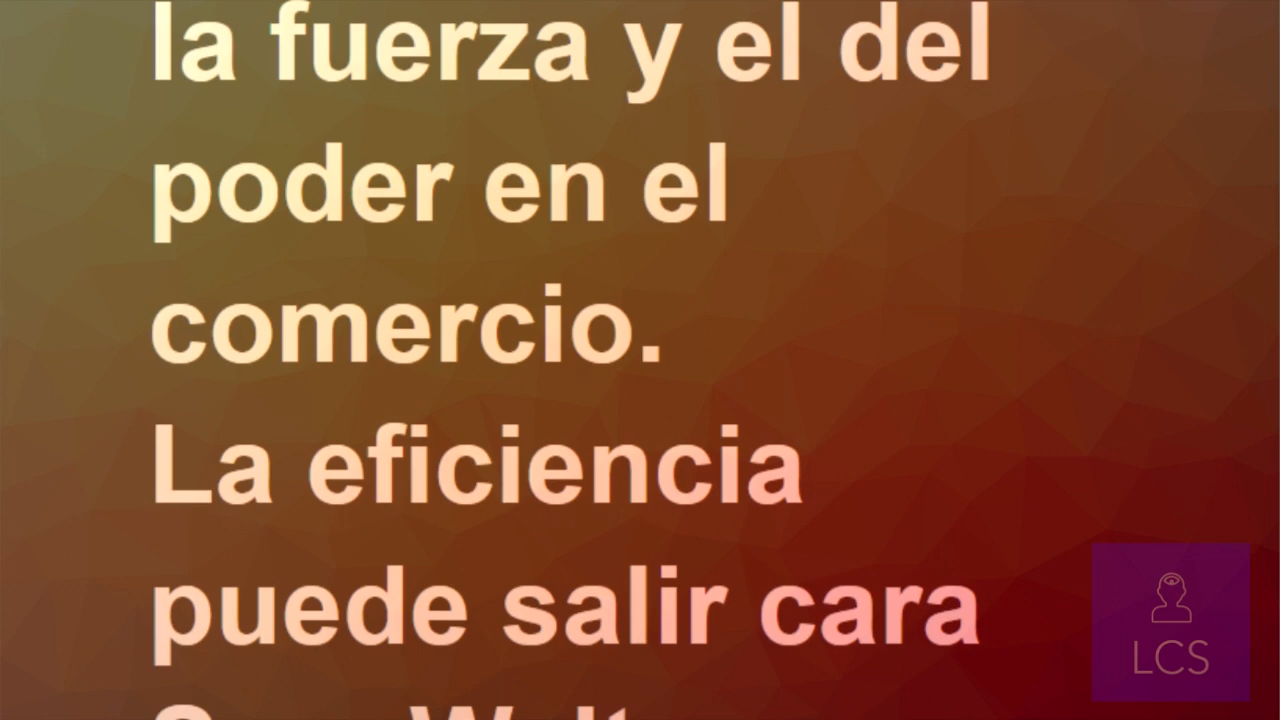 la fuerza y el del
poder en el
comercio.
La eficiencia
puede salir cara
LCS